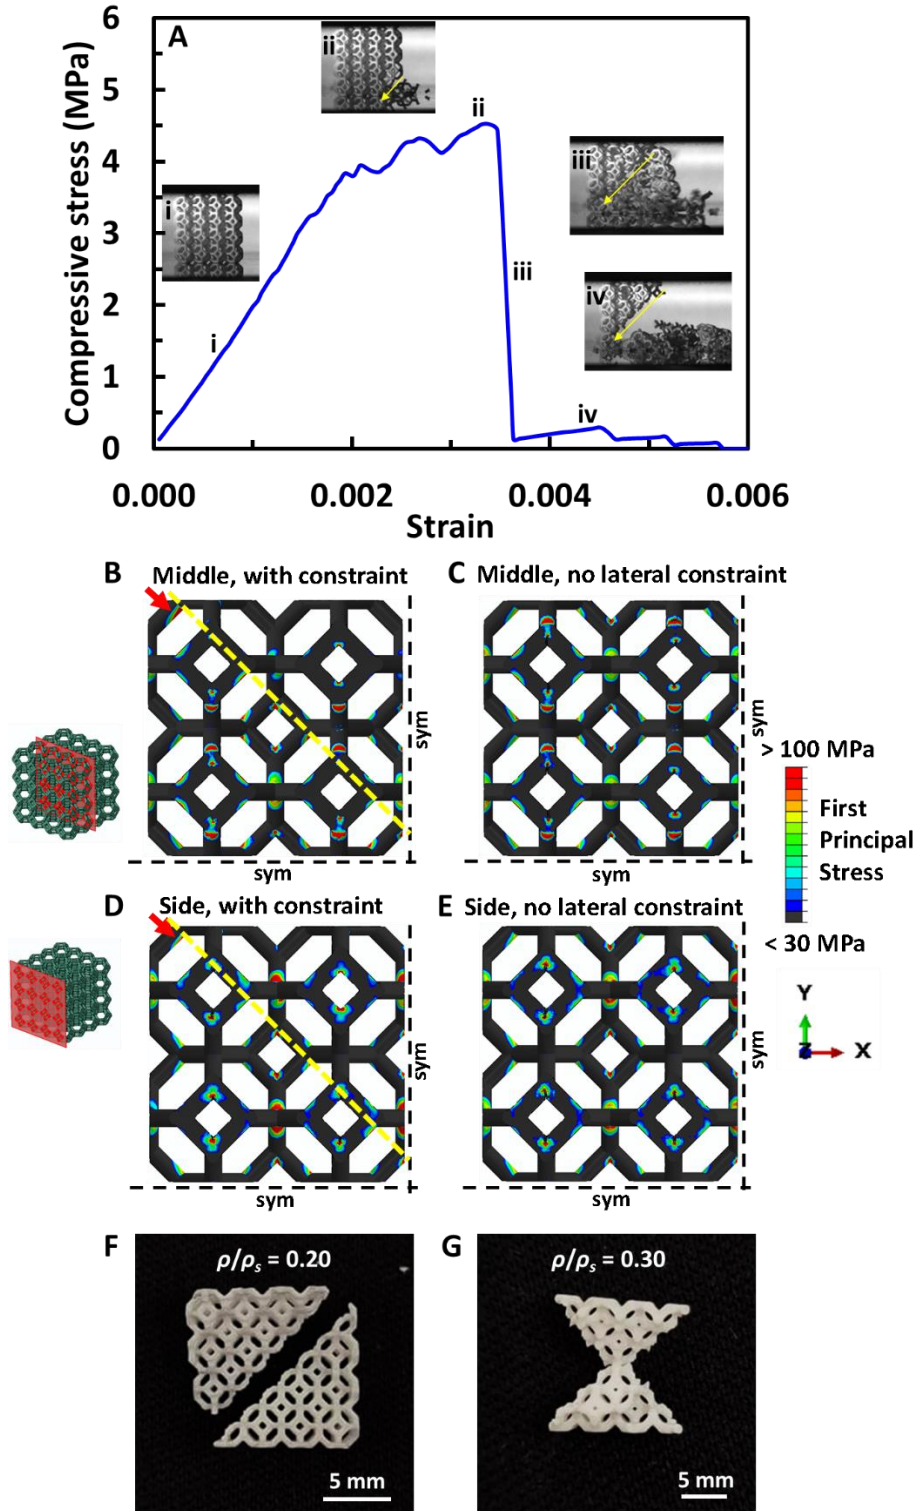 A
Compressive stress (MPa)
6
5
4
3
2
1
0
0.000
0.002
0.004
0.006
Strain
i
ii
iii
iv
i
ii
iii
iv
B
Middle, with constraint
sym
sym
C
Middle, no lateral constraint
sym
sym
> 100 MPa
First
Principal
Stress
< 30 MPa
D
Side, with constraint
sym
sym
E
Side, no lateral constraint
sym
sym
Y
Z
X
F
ρ/ρₛ = 0.20
5 mm
G
ρ/ρₛ = 0.30
5 mm